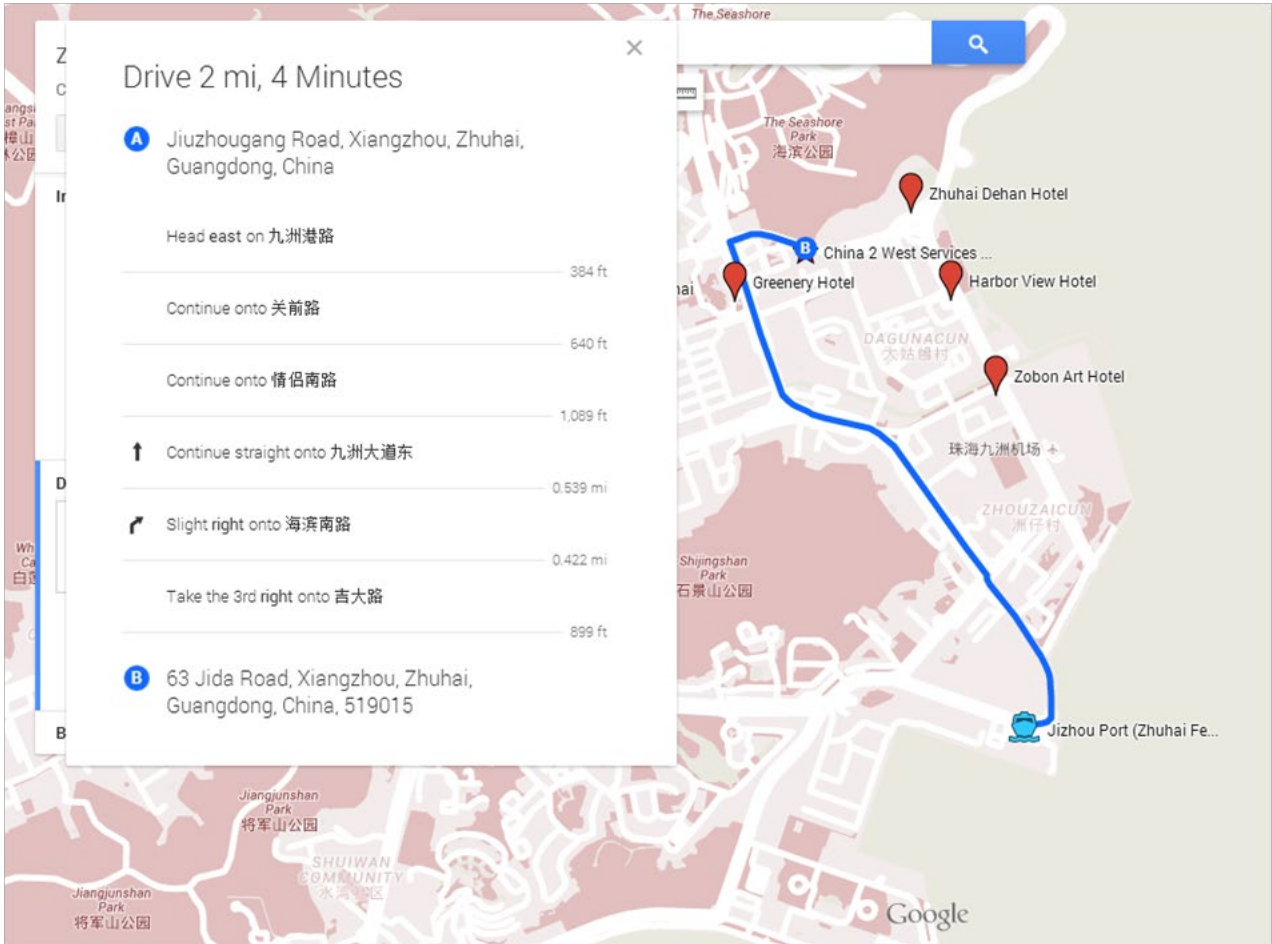 The Seashore
Drive 2 mi, 4 Minutes
A
Jiuzhougang Road, Xiangzhou, Zhuhai,
Guangdong, China
Head east on 九洲港路
384 ft
Continue onto 关前路
640 ft
Continue onto 情侣南路
1,089 ft
Continue straight onto 九洲大道东
0.539 mi
Slight right onto 海滨南路
0.422 mi
Take the 3rd right onto 吉大路
899 ft
B
63 Jida Road, Xiangzhou, Zhuhai,
Guangdong, China, 519015
Z
C
In
D
B
The Seashore
Park
海滨公园
Zhuhai Dehan Hotel
B
China 2 West Services ...
Greenery Hotel
Harbor View Hotel
DAGUNACUN
Zobon Art Hotel
珠海九洲机场
ZHOUZAICUN
洲仔村
Shijingshan
Park
石景山公园
Jizhou Port (Zhuhai Fe...
Jiangjunshan
Park
将军山公园
SHUIWAN
COMMUNITY
Jiangjunshan
Park
将军山公园
Google